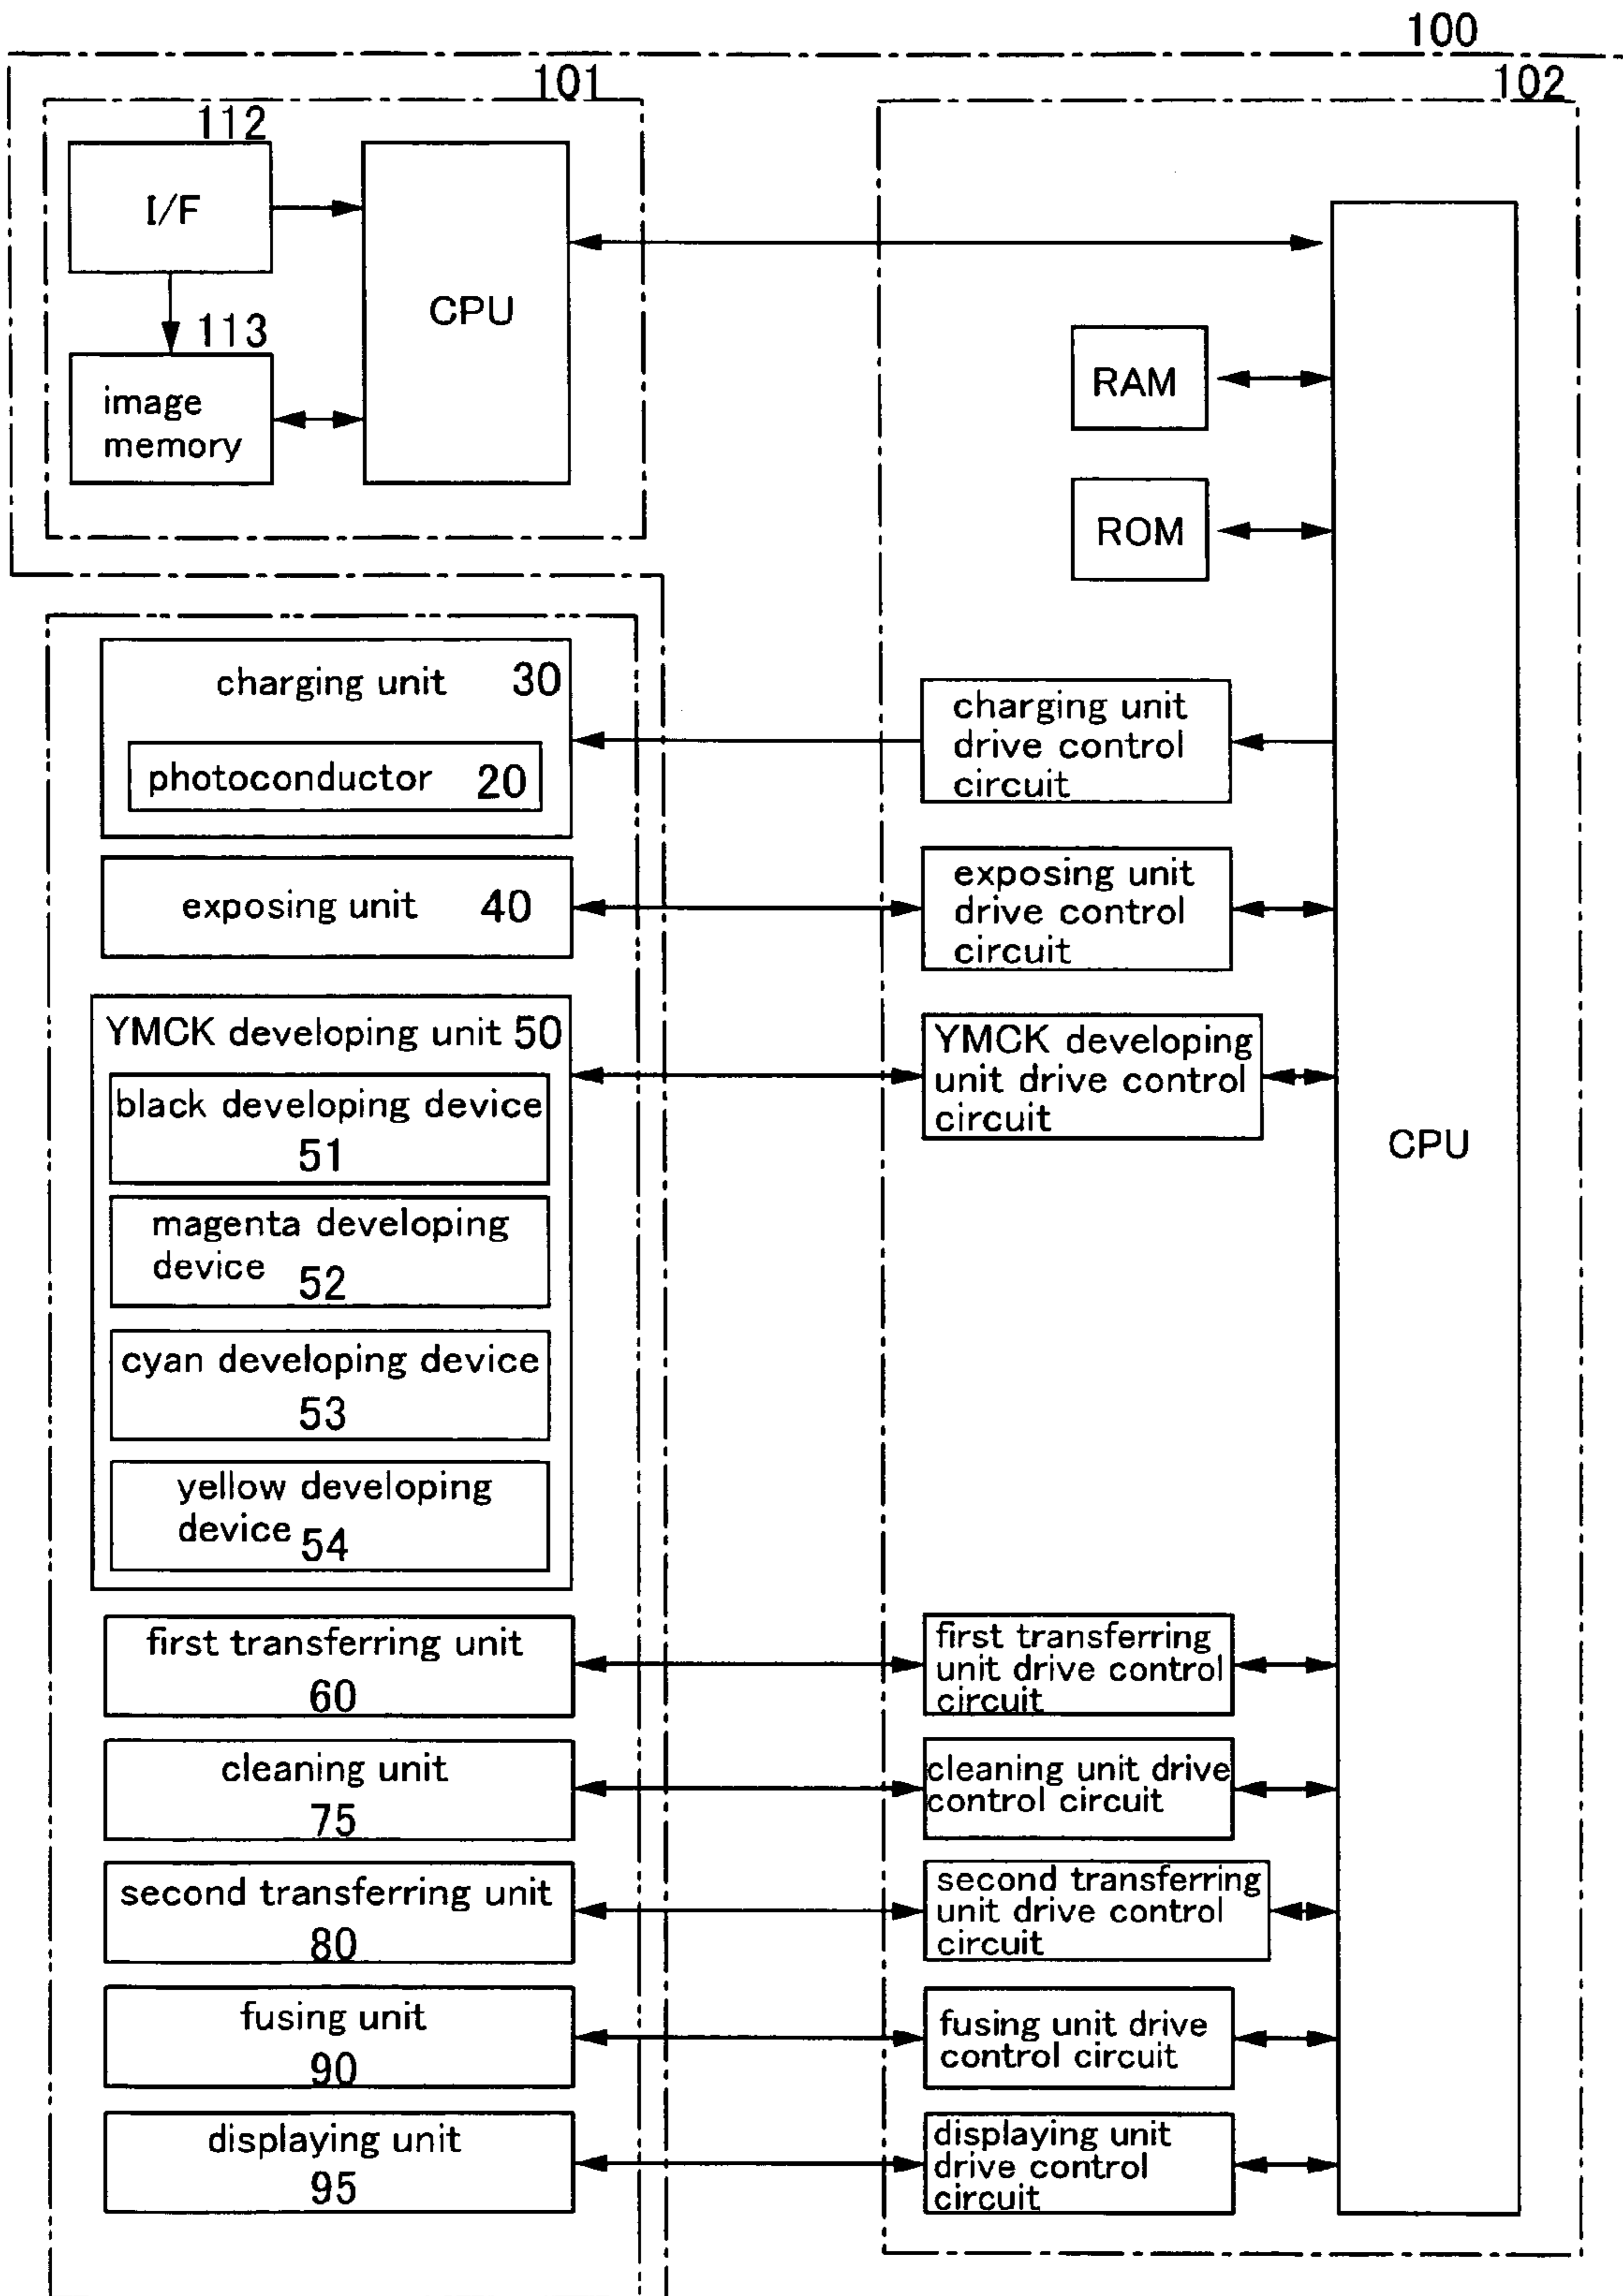 100
101
102
112
I/F
CPU
113
image
memory
RAM
ROM
charging unit 30
photoconductor 20
charging unit
drive control
circuit
exposing unit 40
exposing unit
drive control
circuit
YMCK developing unit 50
black developing device
51
magenta developing
device 52
cyan developing device
53
yellow developing
device 54
YMCK developing
unit drive control
circuit
CPU
first transferring unit
60
first transferring
unit drive control
circuit
cleaning unit
75
cleaning unit drive
control circuit
second transferring unit
80
second transferring
unit drive control
circuit
fusing unit
90
fusing unit drive
control circuit
displaying unit
95
displaying unit
drive control
circuit